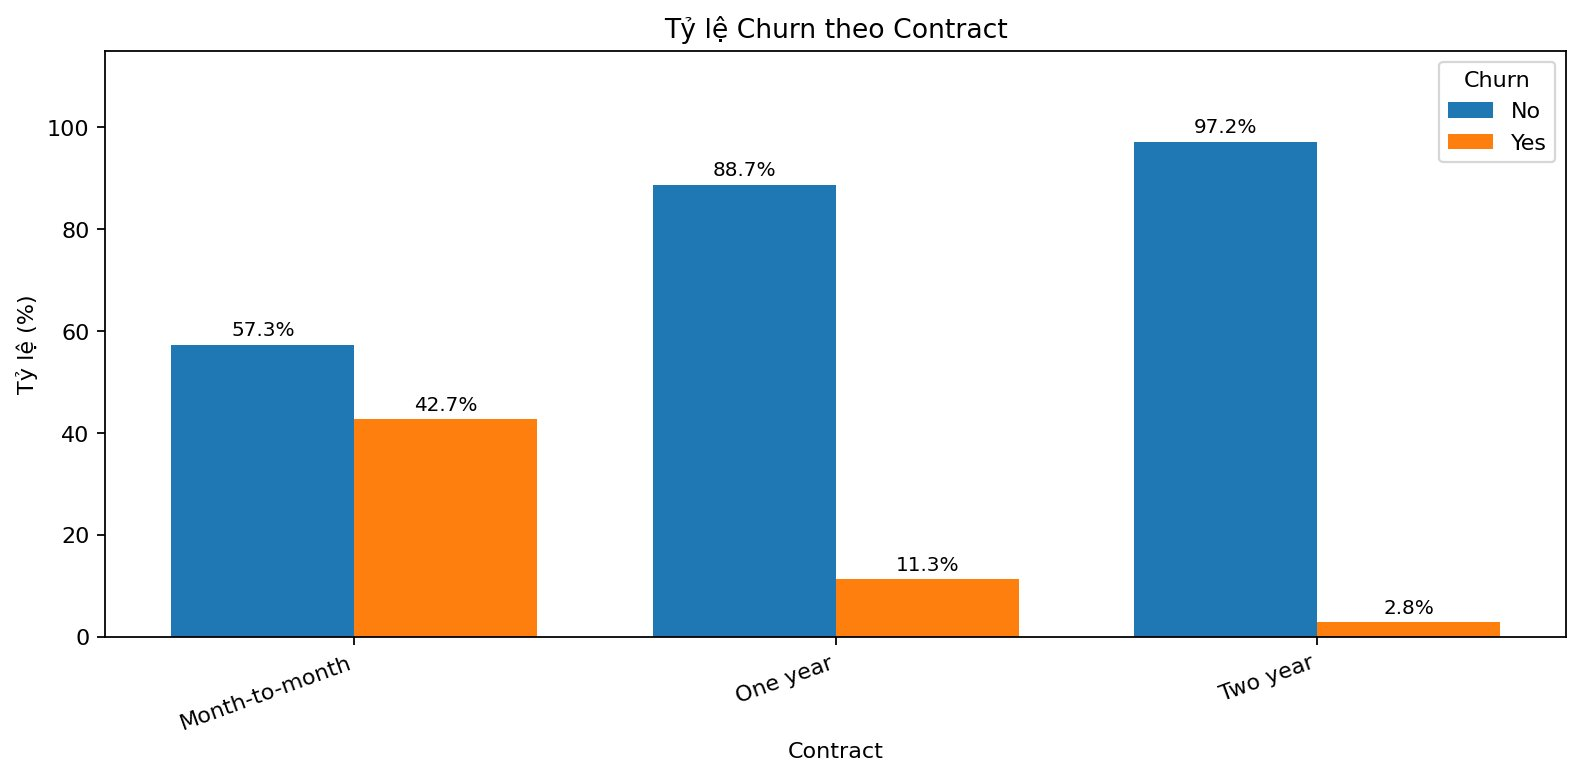 Tỷ lệ Churn theo Contract
Churn
No
Yes
Tỷ lệ (%)
100
80
60
40
20
0
57.3%
42.7%
88.7%
11.3%
97.2%
2.8%
Month-to-month
One year
Two year
Contract